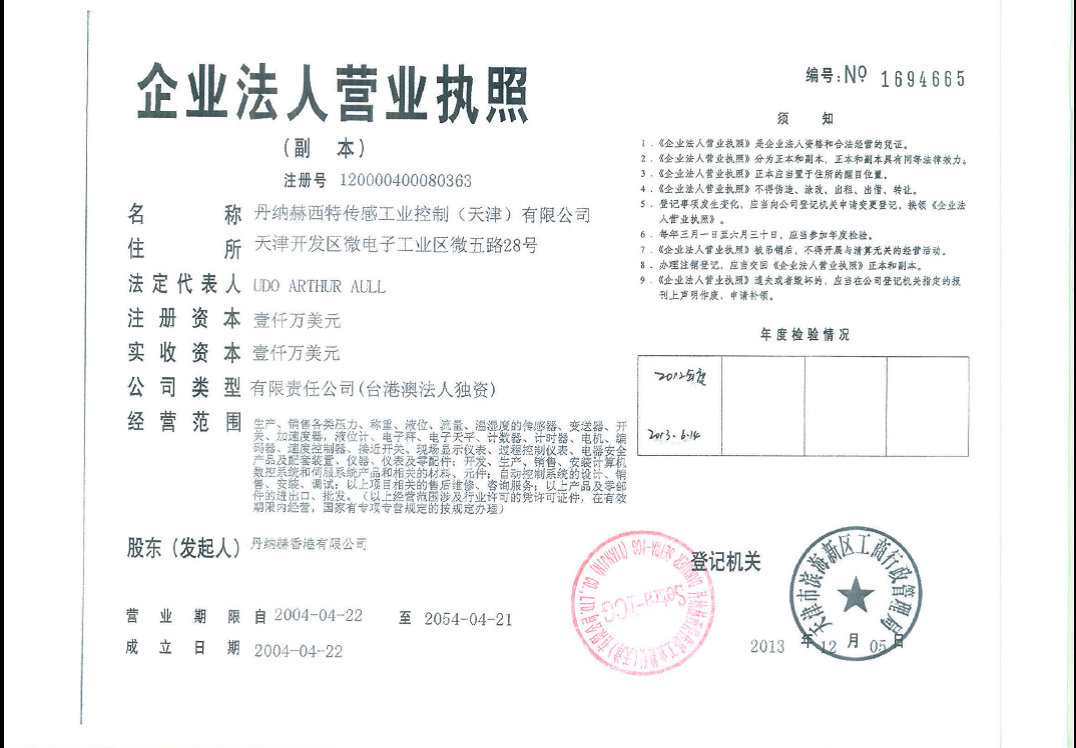 企业法人营业执照
(副 本)
注册号 120000400080363
编号:Nº 1694665
名 称 丹纳赫西特传感工业控制（天津）有限公司
住 所 天津开发区微电子工业区微五路28号
法定代表人 UDO ARTHUR AULL
注册资本 壹仟万美元
实收资本 壹仟万美元
公司类型 有限责任公司(台港澳法人独资)
经营范围 生产、销售各类压力、称重、液位、流量、温湿度的传感器、变送器、开
关、加速度器，液位计、电子秤、电子天平、计数器、计时器、电机、编
码器、速度控制器、接近开关、现场显示仪表、过程控制仪表、电器安全
产品及配套装置、仪器、仪表及零配件；开发、生产、销售、安装计算机
数控系统和伺服系统产品和相关的材料、元件；自动控制系统的设计、销
售、安装、调试；以上项目相关的售后维修、咨询服务；以上产品及零部
件的进出口、批发。（以上经营范围涉及行业许可的凭许可证件，在有效
期限内经营，国家有专项专营规定的按规定办理）
股东（发起人） 丹纳赫香港有限公司
营业期限 自 2004-04-22 至 2054-04-21
成立日期 2004-04-22
须 知
1．《企业法人营业执照》是企业法人资格和合法经营的凭证。
2．《企业法人营业执照》分为正本和副本，正本和副本具有同等法律效力。
3．《企业法人营业执照》正本应当置于住所的醒目位置。
4．《企业法人营业执照》不得伪造、涂改、出租、出借、转让。
5．登记事项发生变化，应当向公司登记机关申请变更登记，换领《企业法
人营业执照》。
6．每年三月一日至六月三十日，应当参加年度检验。
7．《企业法人营业执照》被吊销后，不得开展与清算无关的经营活动。
8．办理注销登记，应当交回《企业法人营业执照》正本和副本。
9．《企业法人营业执照》遗失或者毁坏的，应当在公司登记机关指定的报
刊上声明作废，申请补领。
年度检验情况
2012年度
2013.6.14
登记机关
天津市滨海新区工商行政管理局
2013 年 12 月 05 日
Setra-ICG